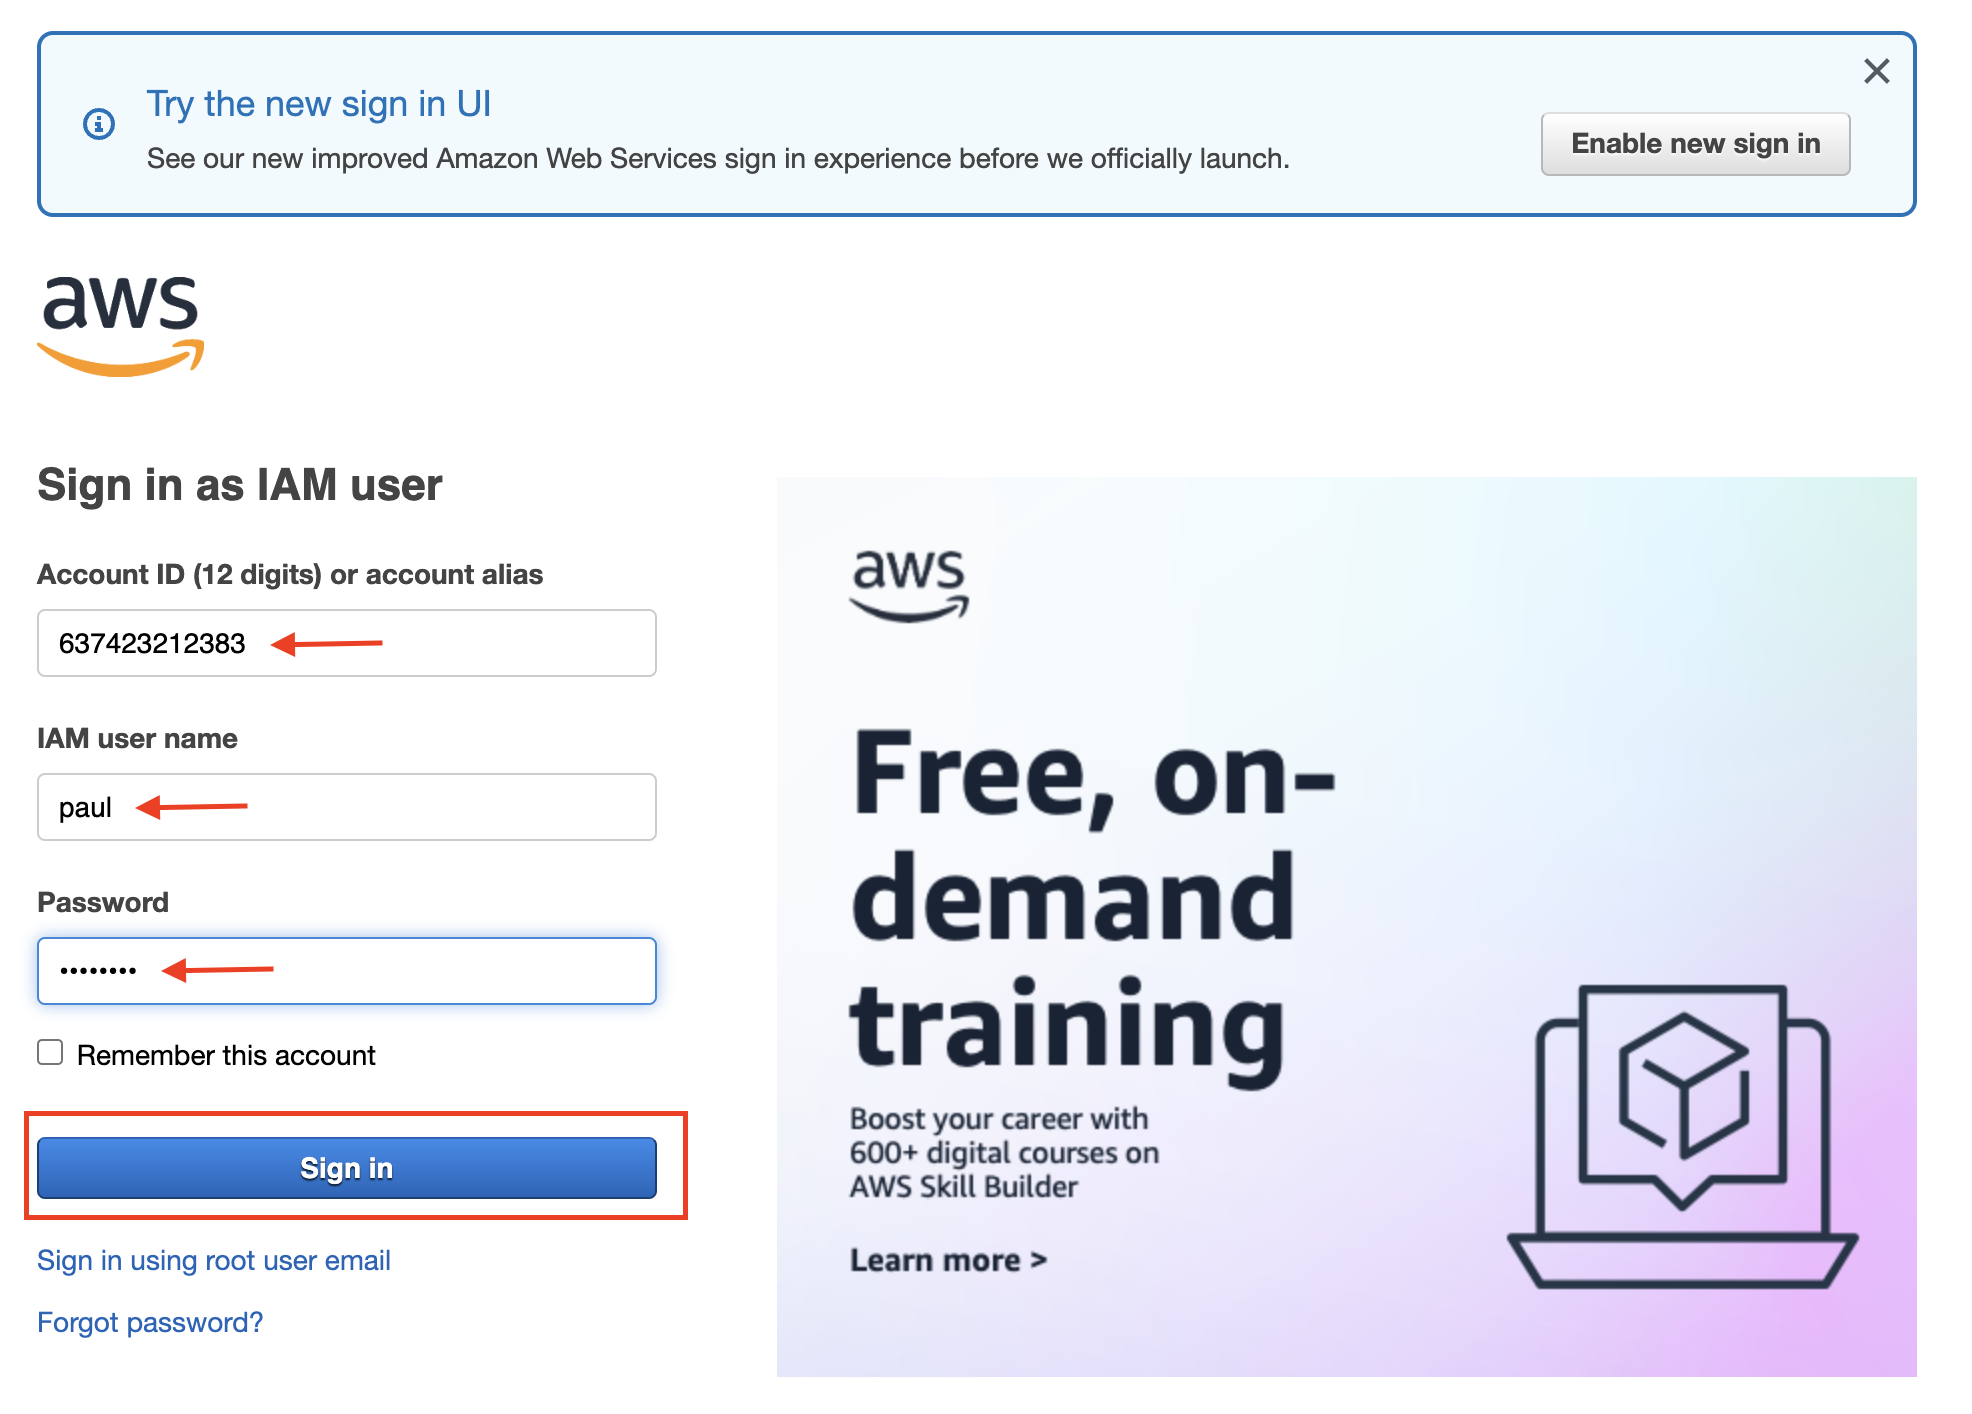 Try the new sign in UI
See our new improved Amazon Web Services sign in experience before we officially launch.
Enable new sign in
aws
Sign in as IAM user
Account ID (12 digits) or account alias
637423212383
IAM user name
paul
Password
••••••••
Remember this account
Sign in
Sign in using root user email
Forgot password?
aws
Free, on-
demand
training
Boost your career with
600+ digital courses on
AWS Skill Builder
Learn more >